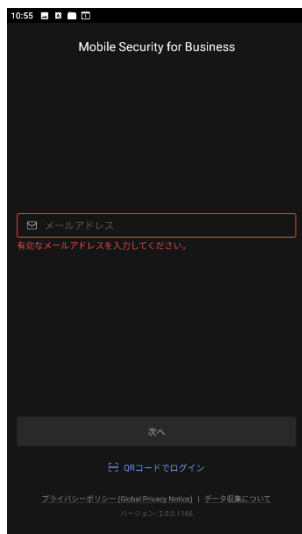 10:55
Mobile Security for Business
メールアドレス
有効なメールアドレスを入力してください。
次へ
QRコードでログイン
プライバシーポリシー (Global Privacy Notice) | データ収集について
バージョン: 2.0.0.1166